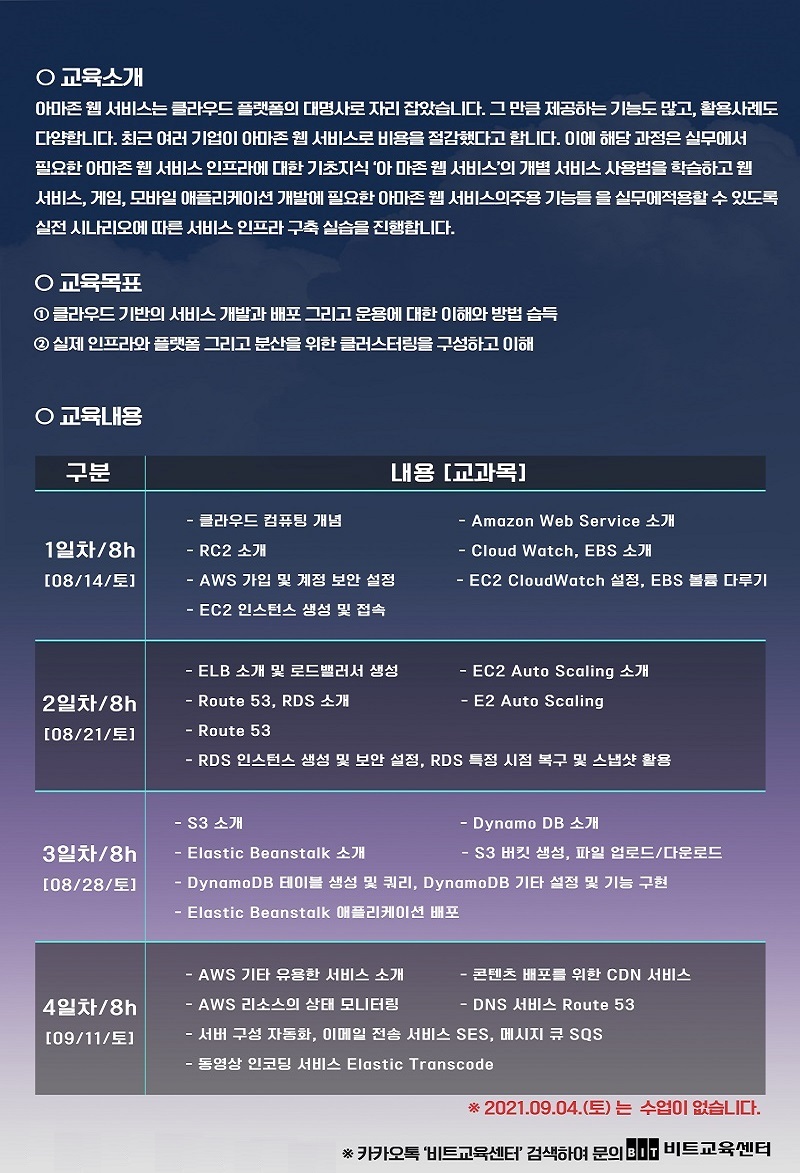 ○ 교육소개
아마존 웹 서비스는 클라우드 플랫폼의 대명사로 자리 잡았습니다. 그 만큼 제공하는 기능도 많고, 활용사례도
다양합니다. 최근 여러 기업이 아마존 웹 서비스로 비용을 절감했다고 합니다. 이에 해당 과정은 실무에서
필요한 아마존 웹 서비스 인프라에 대한 기초지식 '아 마존 웹 서비스'의 개별 서비스 사용법을 학습하고 웹
서비스, 게임, 모바일 애플리케이션 개발에 필요한 아마존 웹 서비스의주용 기능들 을 실무에적용할 수 있도록
실전 시나리오에 따른 서비스 인프라 구축 실습을 진행합니다.
○ 교육목표
① 클라우드 기반의 서비스 개발과 배포 그리고 운용에 대한 이해와 방법 습득
② 실제 인프라와 플랫폼 그리고 분산을 위한 클러스터링을 구성하고 이해
○ 교육내용
구분 내용 [교과목]
1일차/8h
[08/14/토]
- 클라우드 컴퓨팅 개념 - Amazon Web Service 소개
- RC2 소개 - Cloud Watch, EBS 소개
- AWS 가입 및 계정 보안 설정 - EC2 CloudWatch 설정, EBS 볼륨 다루기
- EC2 인스턴스 생성 및 접속
2일차/8h
[08/21/토]
- ELB 소개 및 로드밸러서 생성 - EC2 Auto Scaling 소개
- Route 53, RDS 소개 - E2 Auto Scaling
- Route 53
- RDS 인스턴스 생성 및 보안 설정, RDS 특정 시점 복구 및 스냅샷 활용
3일차/8h
[08/28/토]
- S3 소개 - Dynamo DB 소개
- Elastic Beanstalk 소개 - S3 버킷 생성, 파일 업로드/다운로드
- DynamoDB 테이블 생성 및 쿼리, DynamoDB 기타 설정 및 기능 구현
- Elastic Beanstalk 애플리케이션 배포
4일차/8h
[09/11/토]
- AWS 기타 유용한 서비스 소개 - 콘텐츠 배포를 위한 CDN 서비스
- AWS 리소스의 상태 모니터링 - DNS 서비스 Route 53
- 서버 구성 자동화, 이메일 전송 서비스 SES, 메시지 큐 SQS
- 동영상 인코딩 서비스 Elastic Transcode
※ 2021.09.04.(토) 는 수업이 없습니다.
※ 카카오톡 '비트교육센터' 검색하여 문의 BIT 비트교육센터